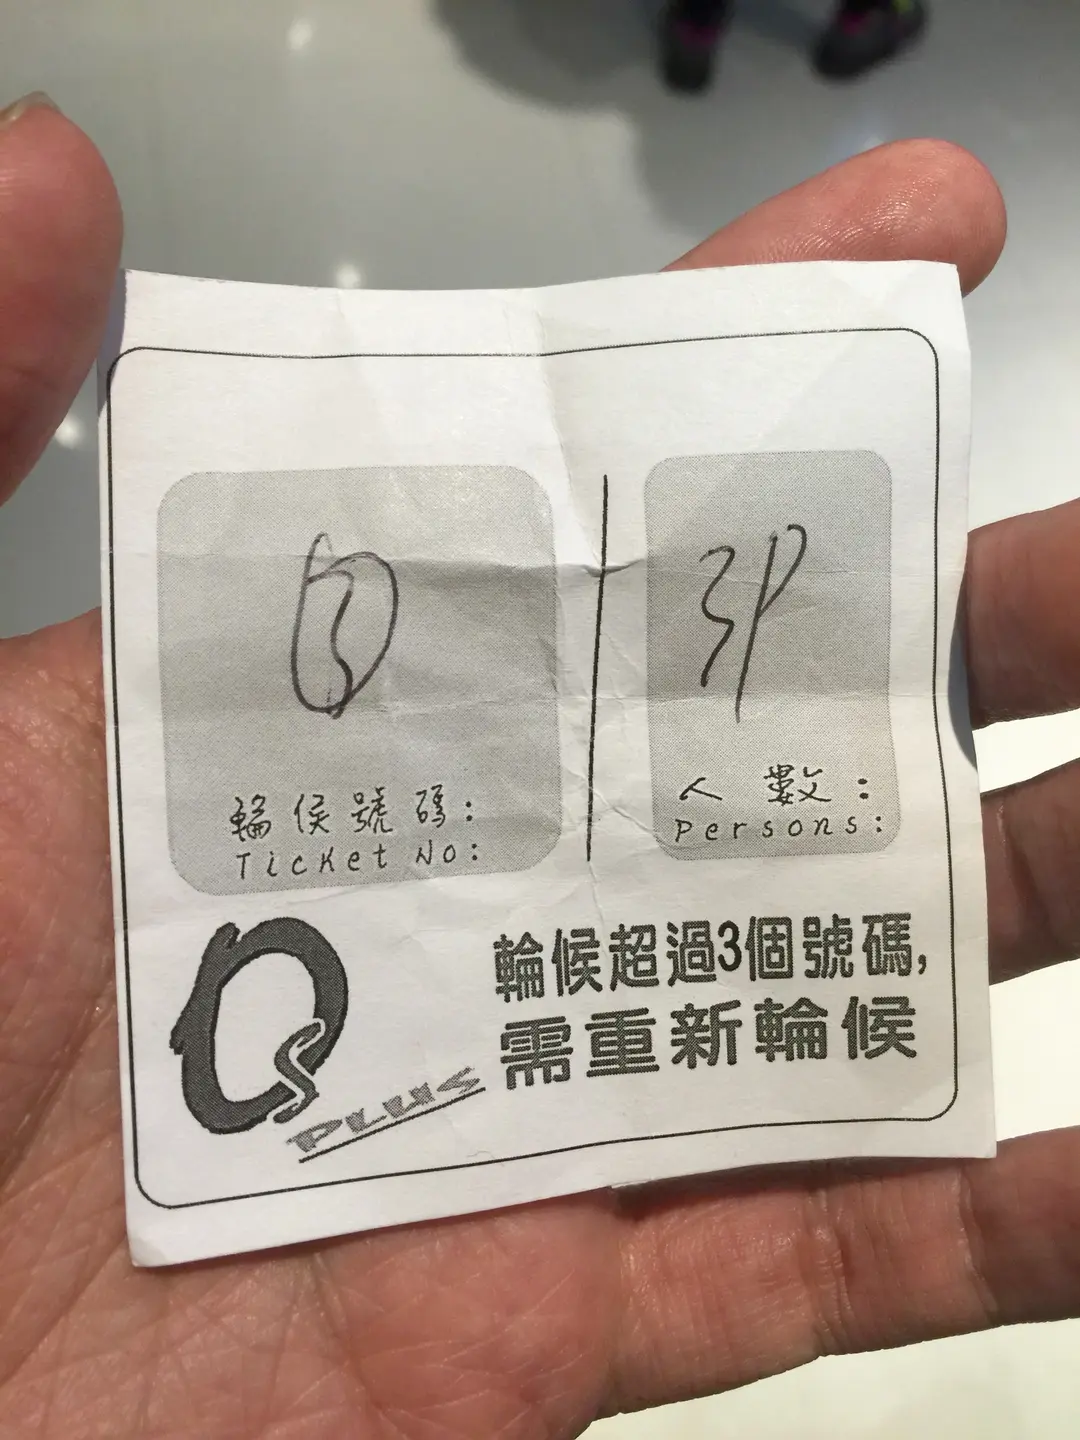 3P
輪候號碼:
Ticket No:
人數:
Persons:
Qs
PLUS
輪候超過3個號碼,
需重新輪候